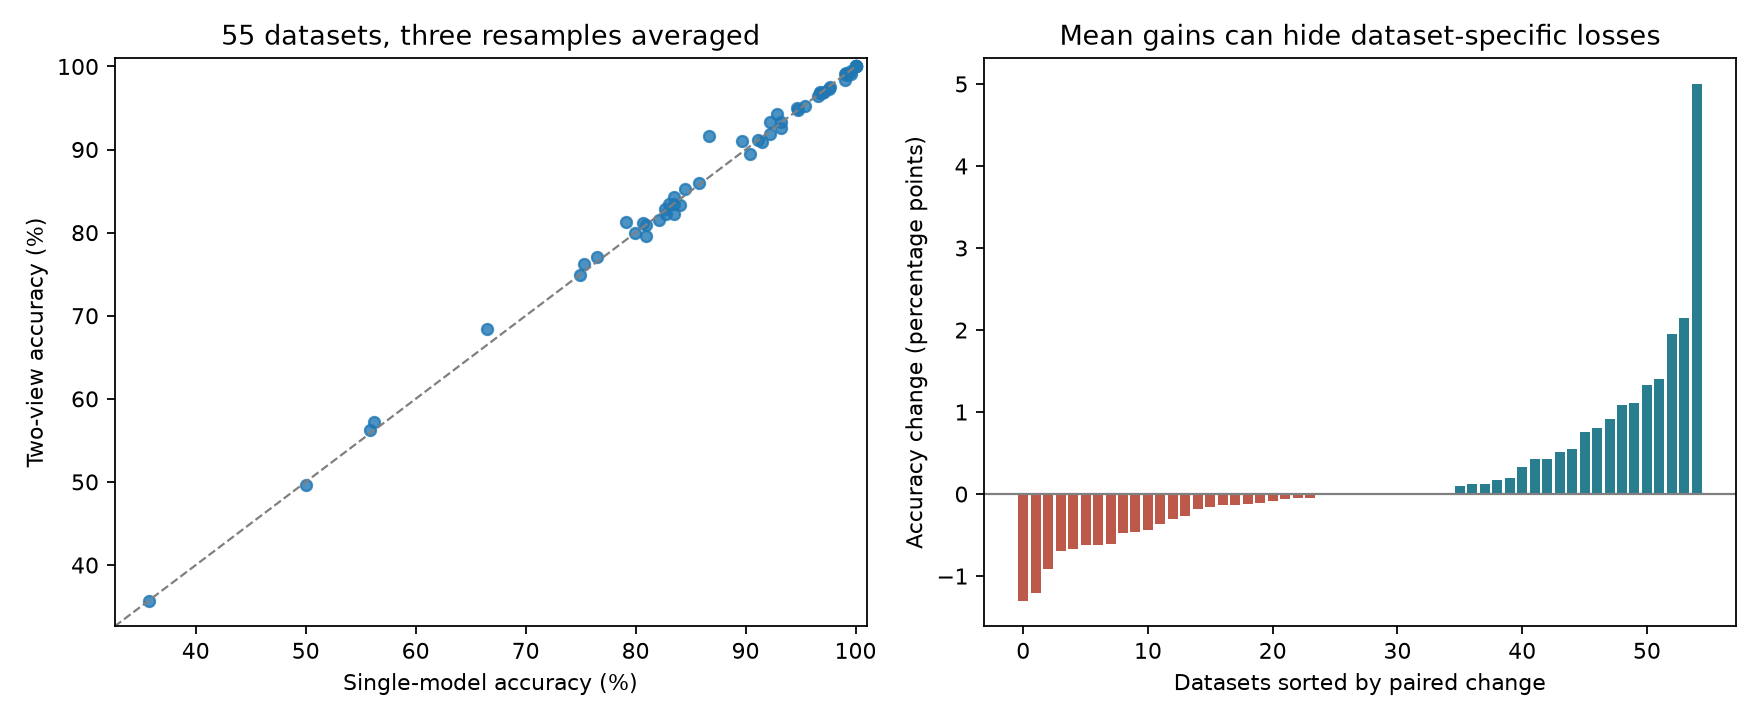 55 datasets, three resamples averaged
100
90
80
70
60
50
40
Two-view accuracy (%)
40 50 60 70 80 90 100
Single-model accuracy (%)
Mean gains can hide dataset-specific losses
5
4
3
2
1
0
−1
Accuracy change (percentage points)
0 10 20 30 40 50
Datasets sorted by paired change